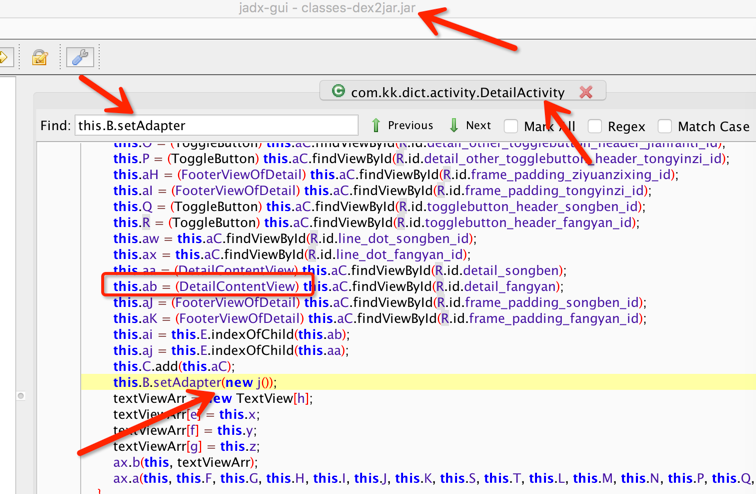 jadx-gui - classes-dex2jar.jar
com.kk.dict.activity.DetailActivity
Find: this.B.setAdapter Previous Next Mark All Regex Match Case
this.O = (ToggleButton) this.aC.findViewById(R.id.detail_other_togglebutton_header_jianfanti_id);
this.P = (ToggleButton) this.aC.findViewById(R.id.detail_other_togglebutton_header_tongyinzi_id);
this.aH = (FooterViewOfDetail) this.aC.findViewById(R.id.frame_padding_ziyuanzixing_id);
this.aI = (FooterViewOfDetail) this.aC.findViewById(R.id.frame_padding_tongyinzi_id);
this.Q = (ToggleButton) this.aC.findViewById(R.id.togglebutton_header_songben_id);
this.R = (ToggleButton) this.aC.findViewById(R.id.togglebutton_header_fangyan_id);
this.aw = this.aC.findViewById(R.id.line_dot_songben_id);
this.ax = this.aC.findViewById(R.id.line_dot_fangyan_id);
this.aa = (DetailContentView) this.aC.findViewById(R.id.detail_songben);
this.ab = (DetailContentView) this.aC.findViewById(R.id.detail_fangyan);
this.aJ = (FooterViewOfDetail) this.aC.findViewById(R.id.frame_padding_songben_id);
this.aK = (FooterViewOfDetail) this.aC.findViewById(R.id.frame_padding_fangyan_id);
this.ai = this.E.indexOfChild(this.ab);
this.aj = this.E.indexOfChild(this.aa);
this.C.add(this.aC);
this.B.setAdapter(new j());
textViewArr = new TextView[h];
textViewArr[e] = this.x;
textViewArr[f] = this.y;
textViewArr[g] = this.z;
ax.b(this, textViewArr);
ax.a(this, this.F, this.G, this.H, this.I, this.J, this.K, this.S, this.T, this.L, this.M, this.N, this.P, this.Q,